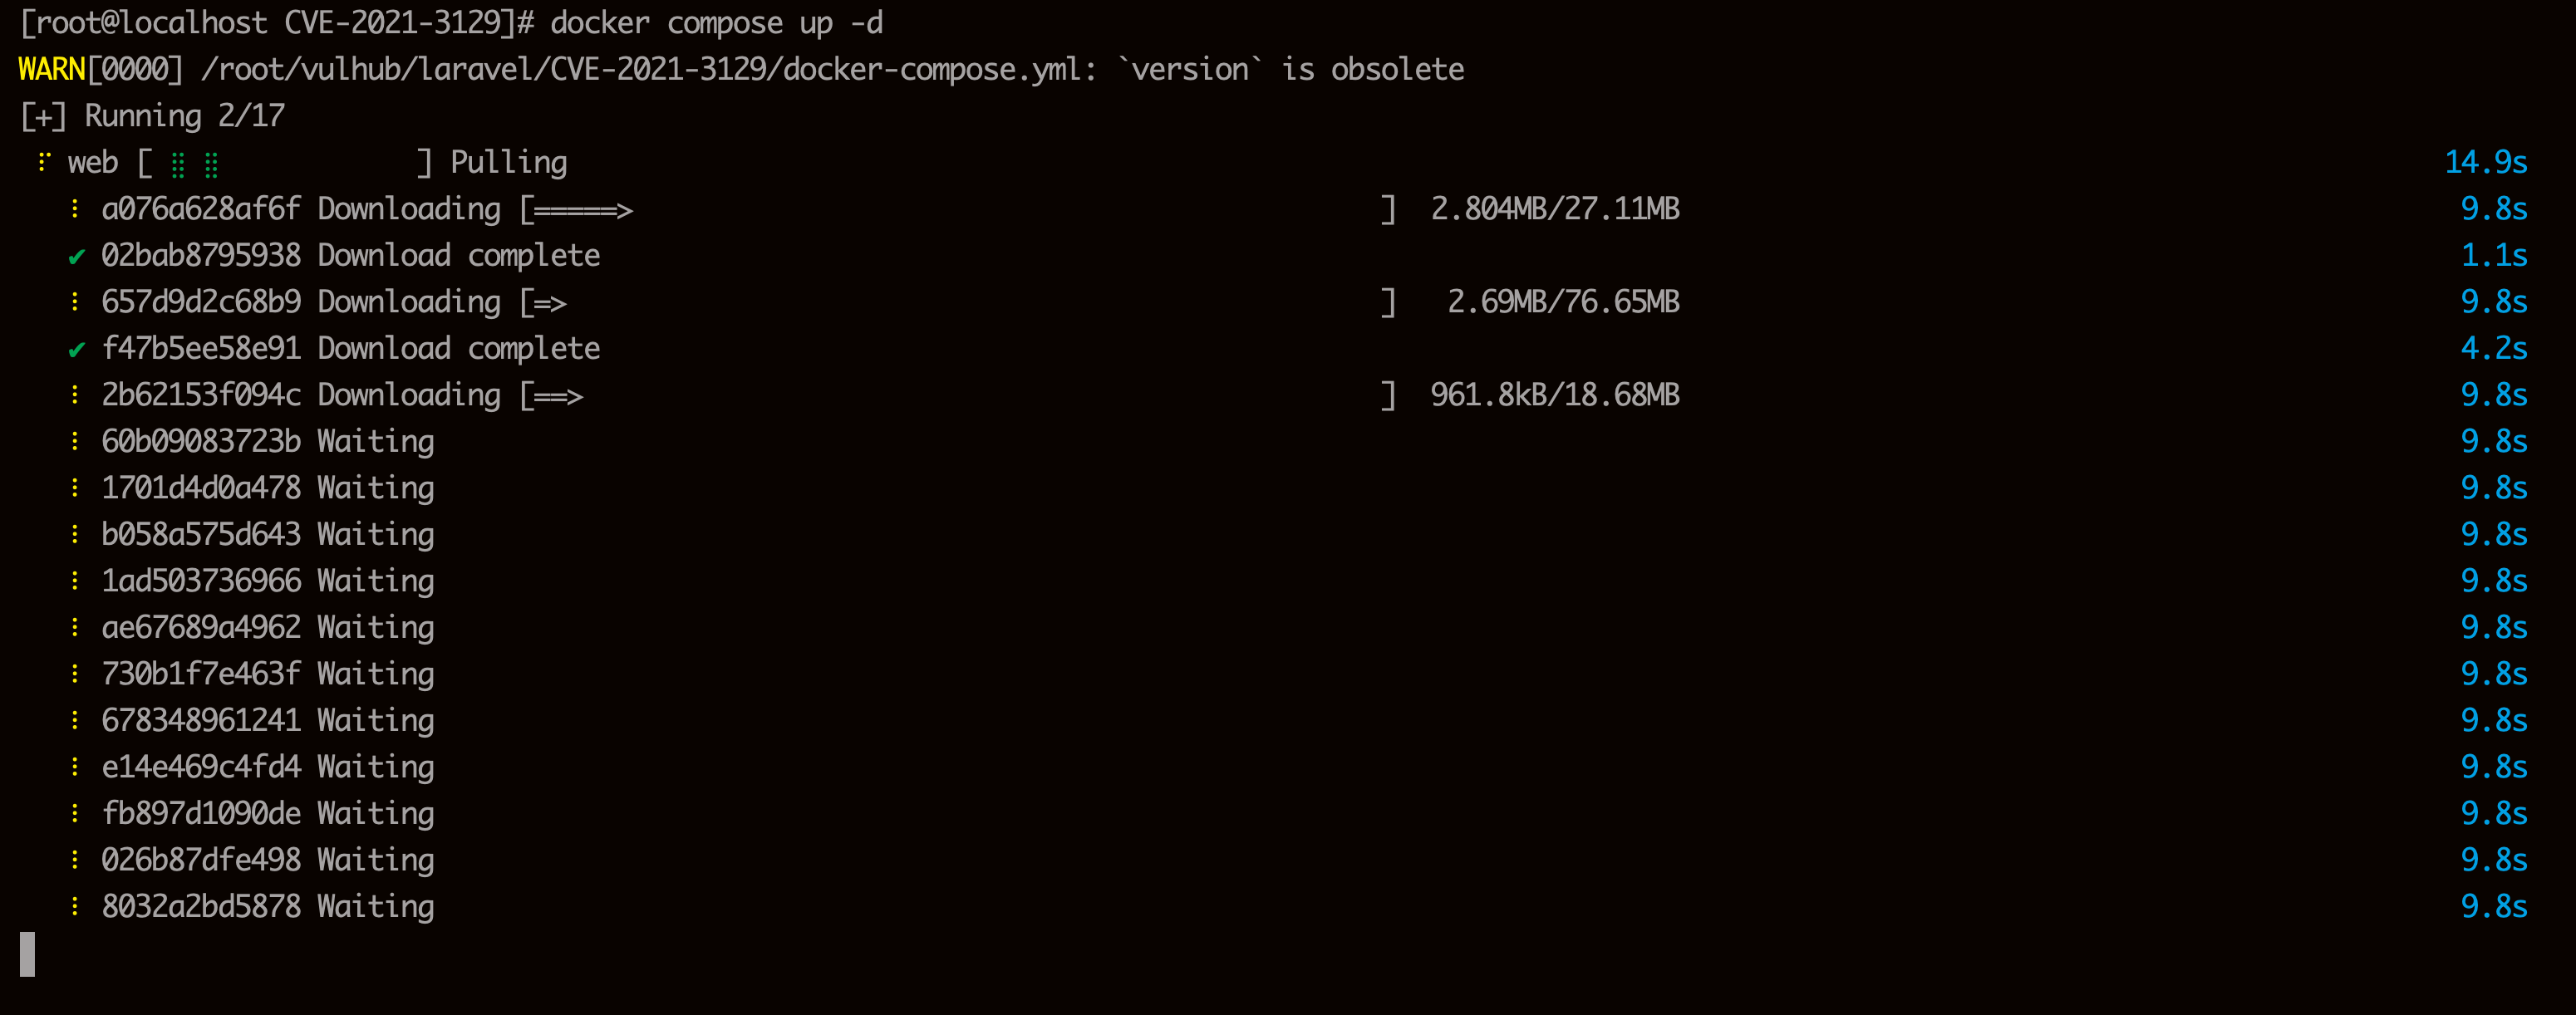 [root@localhost CVE-2021-3129]# docker compose up -d
WARN[0000] /root/vulhub/laravel/CVE-2021-3129/docker-compose.yml: `version` is obsolete
[+] Running 2/17
⠋ web [ ⣿ ⣿ ] Pulling 14.9s
⠸ a076a628af6f Downloading [=====> ] 2.804MB/27.11MB 9.8s
✔ 02bab8795938 Download complete 1.1s
⠸ 657d9d2c68b9 Downloading [=> ] 2.69MB/76.65MB 9.8s
✔ f47b5ee58e91 Download complete 4.2s
⠸ 2b62153f094c Downloading [==> ] 961.8kB/18.68MB 9.8s
⠸ 60b09083723b Waiting 9.8s
⠸ 1701d4d0a478 Waiting 9.8s
⠸ b058a575d643 Waiting 9.8s
⠸ 1ad503736966 Waiting 9.8s
⠸ ae67689a4962 Waiting 9.8s
⠸ 730b1f7e463f Waiting 9.8s
⠸ 678348961241 Waiting 9.8s
⠸ e14e469c4fd4 Waiting 9.8s
⠸ fb897d1090de Waiting 9.8s
⠸ 026b87dfe498 Waiting 9.8s
⠸ 8032a2bd5878 Waiting 9.8s